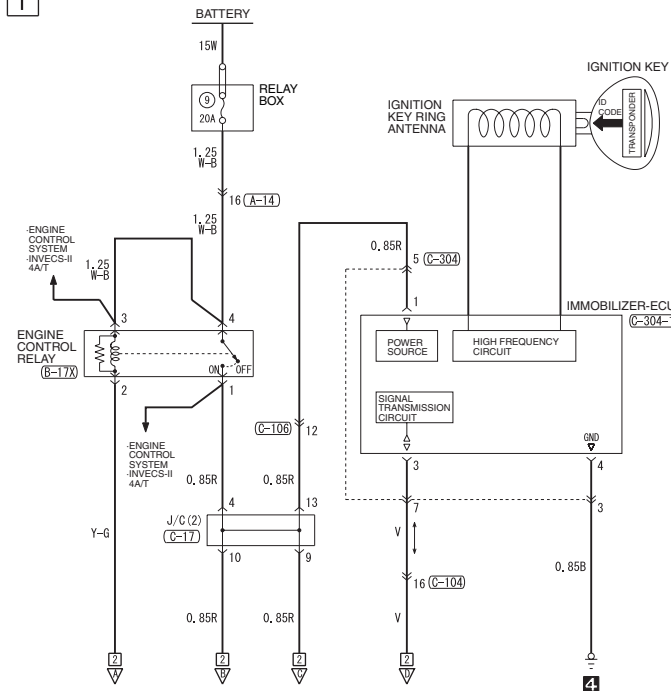 1
BATTERY
15W
RELAY
BOX
9
20A
1.25
W-B
16 (A-14)
1.25
W-B
·ENGINE
CONTROL
SYSTEM
·INVECS-II
4A/T
1.25
W-B
3
4
ENGINE
CONTROL
RELAY
(B-17X)
ON OFF
2
1
·ENGINE
CONTROL
SYSTEM
·INVECS-II
4A/T
0.85R
0.85R
(C-106) 12
4
13
J/C(2)
(C-17)
10
9
Y-G
0.85R
0.85R
2
A
2
B
2
C
IGNITION KEY
IGNITION
KEY RING
ANTENNA
ID
CODE
TRANSPONDER
0.85R
5 (C-304)
1
IMMOBILIZER-ECU
POWER
SOURCE
HIGH FREQUENCY
CIRCUIT
SIGNAL
TRANSMISSION
CIRCUIT
GND
3
4
7
3
V
0.85B
16 (C-104)
V
2
D
4